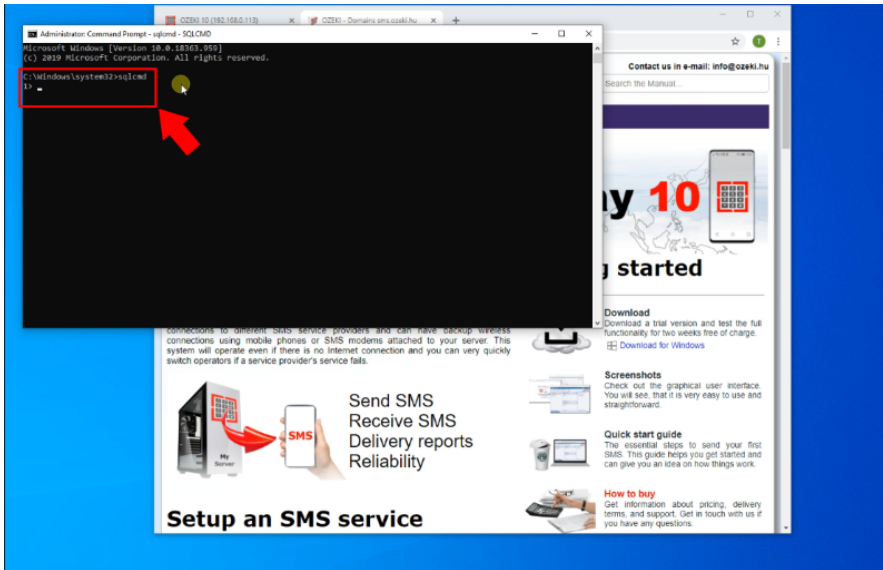 OZEKI 10 (192.168.0.113)
OZEKI - Domains sms.ozeki.hu
Administrator: Command Prompt - sqlcmd - SQLCMD
Microsoft Windows [Version 10.0.18363.959]
(c) 2019 Microsoft Corporation. All rights reserved.
C:\Windows\system32>sqlcmd
1>
T
Contact us in e-mail: info@ozeki.hu
Search the Manual...
ay 10
started
connections to different SMS service providers and can have backup wireless
connections using mobile phones or SMS modems attached to your server. This
system will operate even if there is no Internet connection and you can very quickly
switch operators if a service provider's service fails.
My
Server
SMS
Send SMS
Receive SMS
Delivery reports
Reliability
Setup an SMS service
Download
Download a trial version and test the full
functionality for two weeks free of charge.
Download for Windows
Screenshots
Check out the graphical user interface.
You will see, that it is very easy to use and
straightforward.
Quick start guide
The essential steps to send your first
SMS. This guide helps you get started and
can give you an idea on how things work.
How to buy
Get information about pricing, delivery
terms, and support. Get in touch with us if
you have any questions.